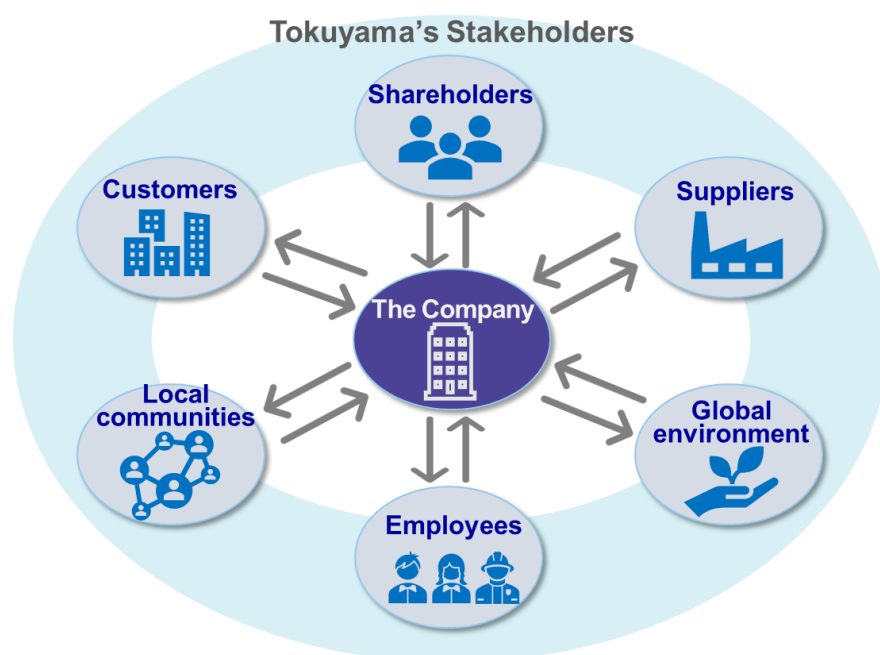 Tokuyama’s Stakeholders
Shareholders
Customers
Suppliers
The Company
Local
communities
Global
environment
Employees